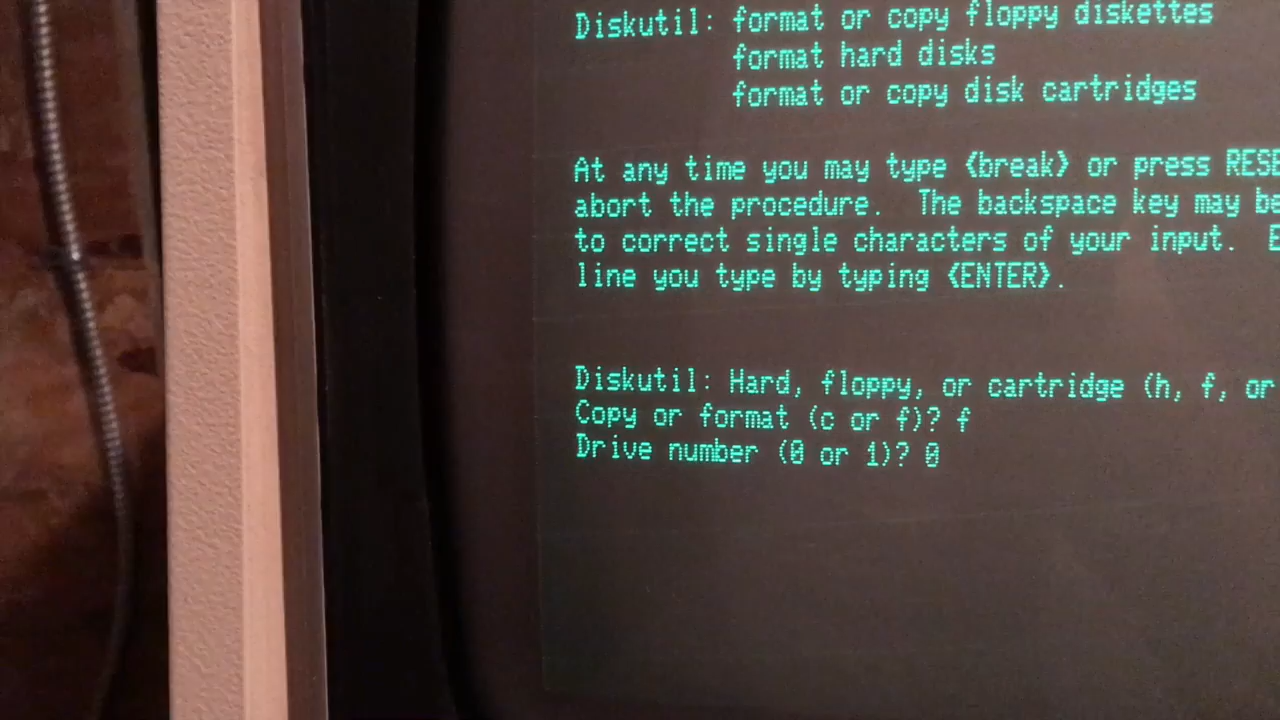 Diskutil: format or copy floppy diskettes
format hard disks
format or copy disk cartridges
At any time you may type {break} or press RESE
abort the procedure.  The backspace key may be
to correct single characters of your input.  E
line you type by typing {ENTER}.
Diskutil: Hard, floppy, or cartridge (h, f, or
Copy or format (c or f)? f
Drive number (0 or 1)? 0